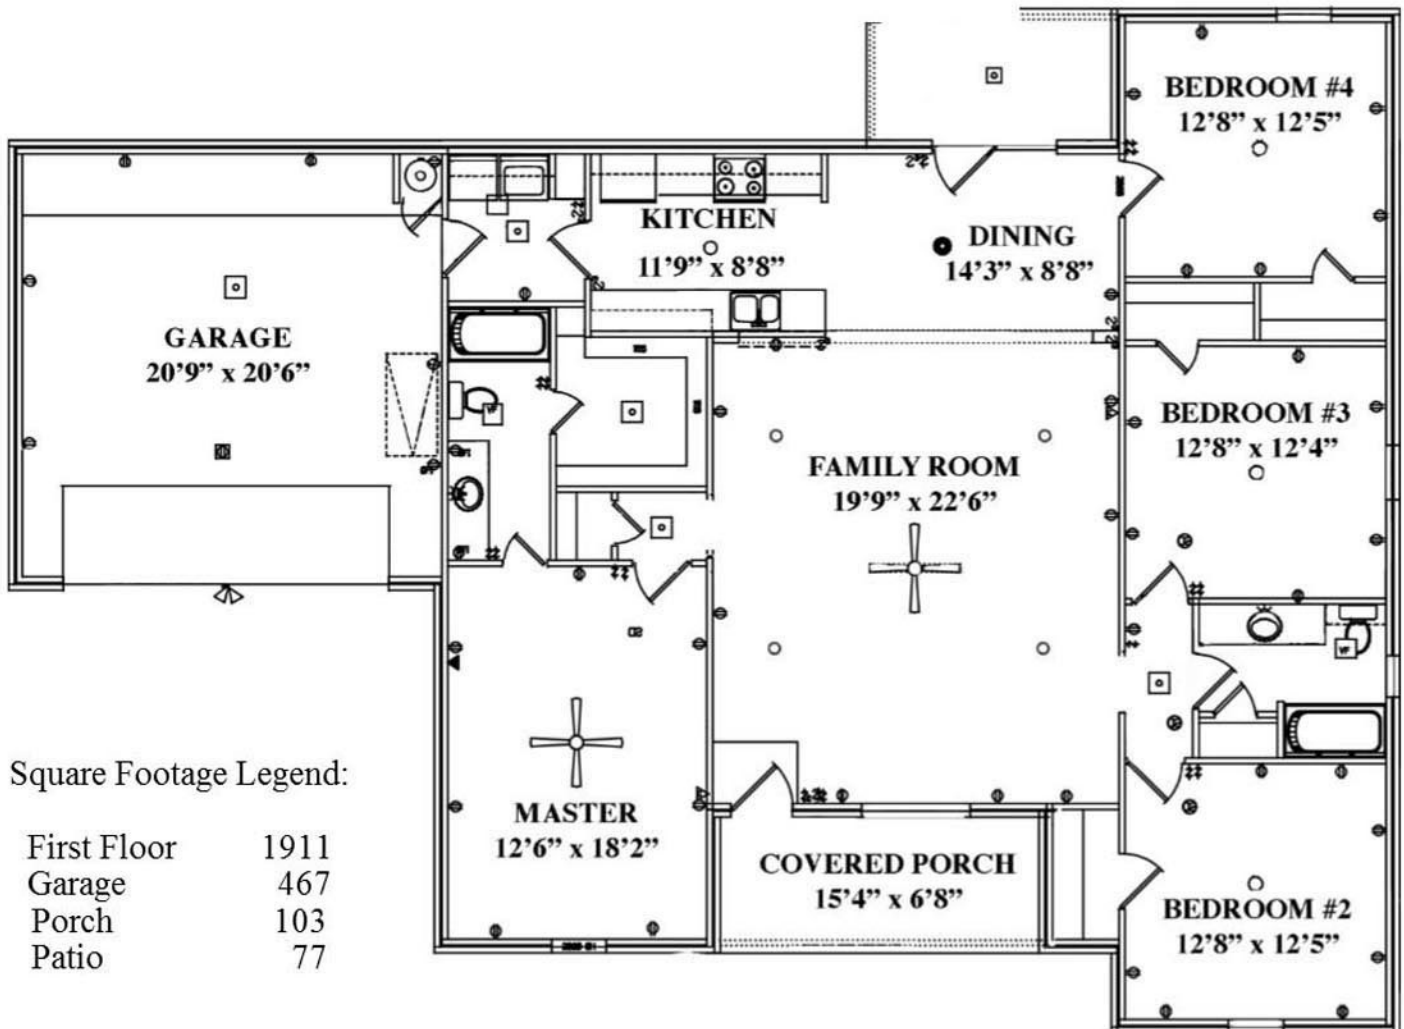 BEDROOM #4
12’8” x 12’5”
KITCHEN
11’9” x 8’8”
DINING
14’3” x 8’8”
GARAGE
20’9” x 20’6”
BEDROOM #3
12’8” x 12’4”
FAMILY ROOM
19’9” x 22’6”
VF
VF
SD
MASTER
12’6” x 18’2”
COVERED PORCH
15’4” x 6’8”
BEDROOM #2
12’8” x 12’5”
Square Footage Legend:
First Floor 1911
Garage 467
Porch 103
Patio 77